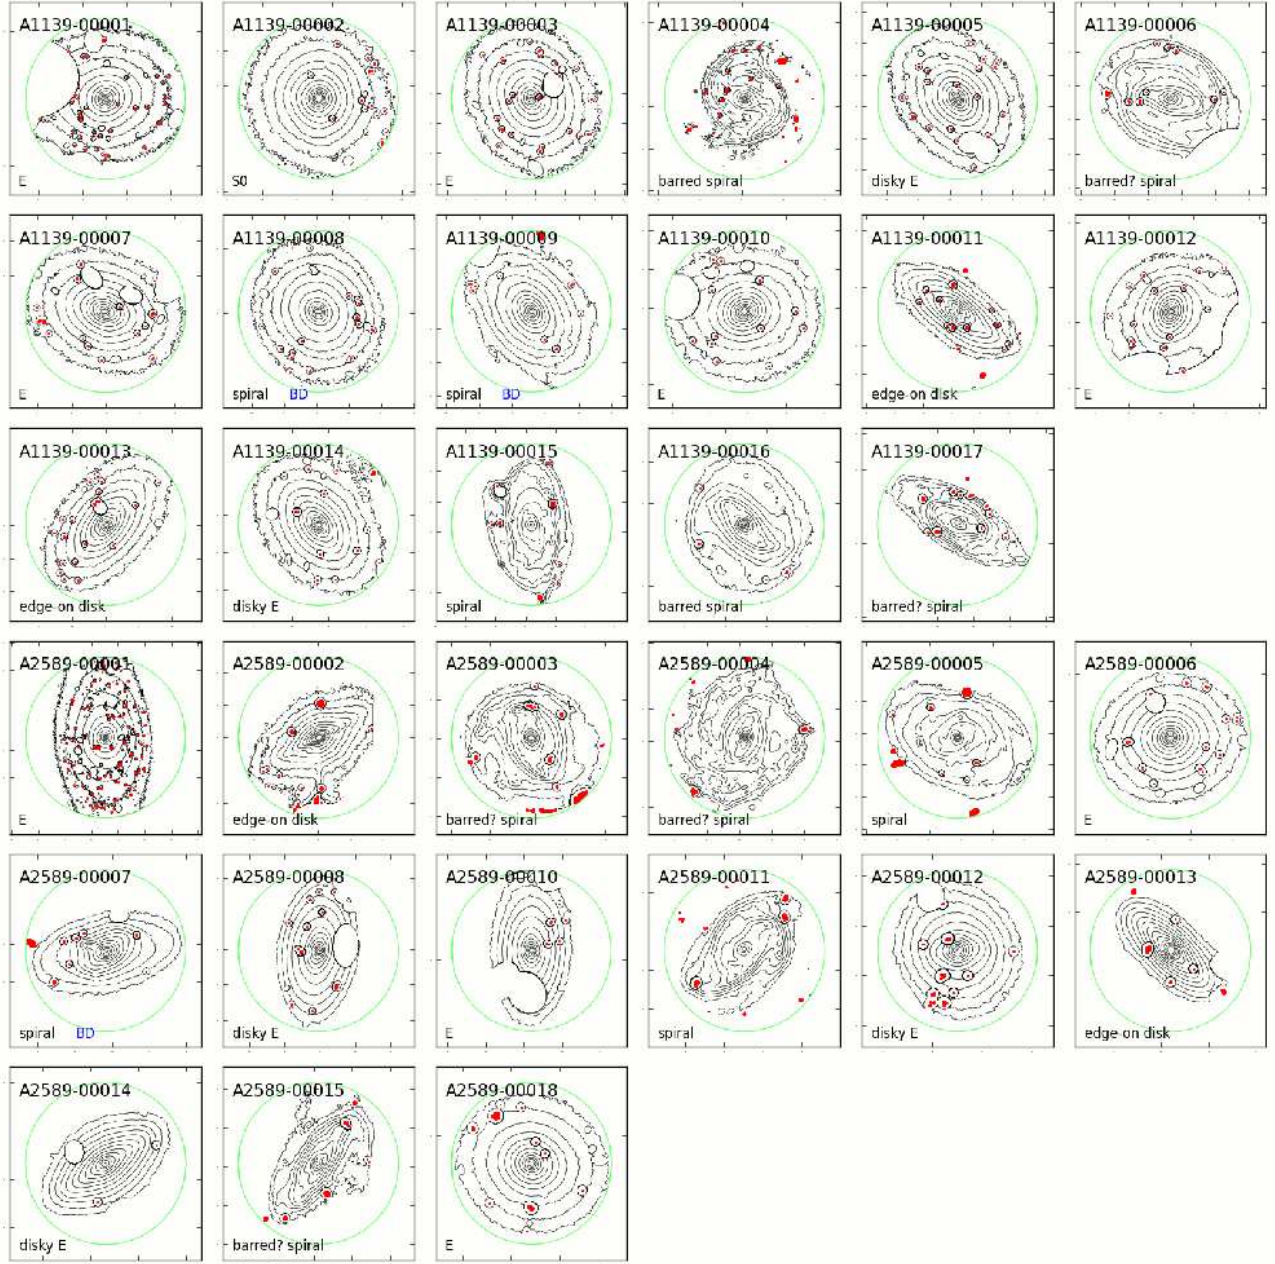 A1139-00001 A1139-00002 A1139-00003 A1139-00004 A1139-00005 A1139-00006
E S0 E barred spiral disky E barred? spiral
A1139-00007 A1139-00008 A1139-00009 A1139-00010 A1139-00011 A1139-00012
E spiral BD spiral BD E edge-on disk E
A1139-00013 A1139-00014 A1139-00015 A1139-00016 A1139-00017
edge-on disk disky E spiral barred spiral barred? spiral
A2589-00001 A2589-00002 A2589-00003 A2589-00004 A2589-00005 A2589-00006
E edge-on disk barred? spiral barred? spiral spiral E
A2589-00007 A2589-00008 A2589-00010 A2589-00011 A2589-00012 A2589-00013
spiral BD disky E E spiral disky E edge-on disk
A2589-00014 A2589-00015 A2589-00018
disky E barred? spiral E